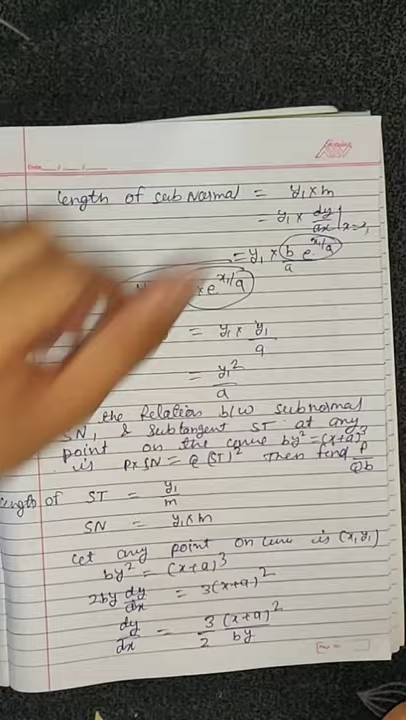 Length of subNormal = y₁ × m
= y₁ × dy/dx |x=x₁
= y₁ × b/a e^x₁/a
× e^x₁/a
= y₁ × y₁/a
= y₁²/a
the Relation b/w subnormal
SN, & subtangent ST at any
point on the curve by² = (x+a)³
is P×SN = Q(ST)² Then find P/Qb
Length of ST = y₁/m
SN = y₁×m
Let any point on curve is (x₁y₁)
by² = (x+a)³
2by dy/dx = 3(x+a)²
dy/dx = 3/2 (x+a)²/by